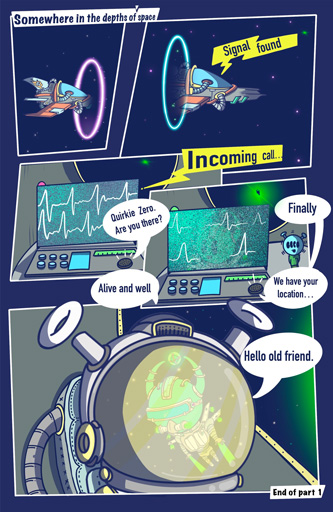 Somewhere in the depths of space
Signal found
Incoming call...
Quirkie Zero.
Are you there?
Finally
Alive and well
We have your
location...
Hello old friend.
End of part 1